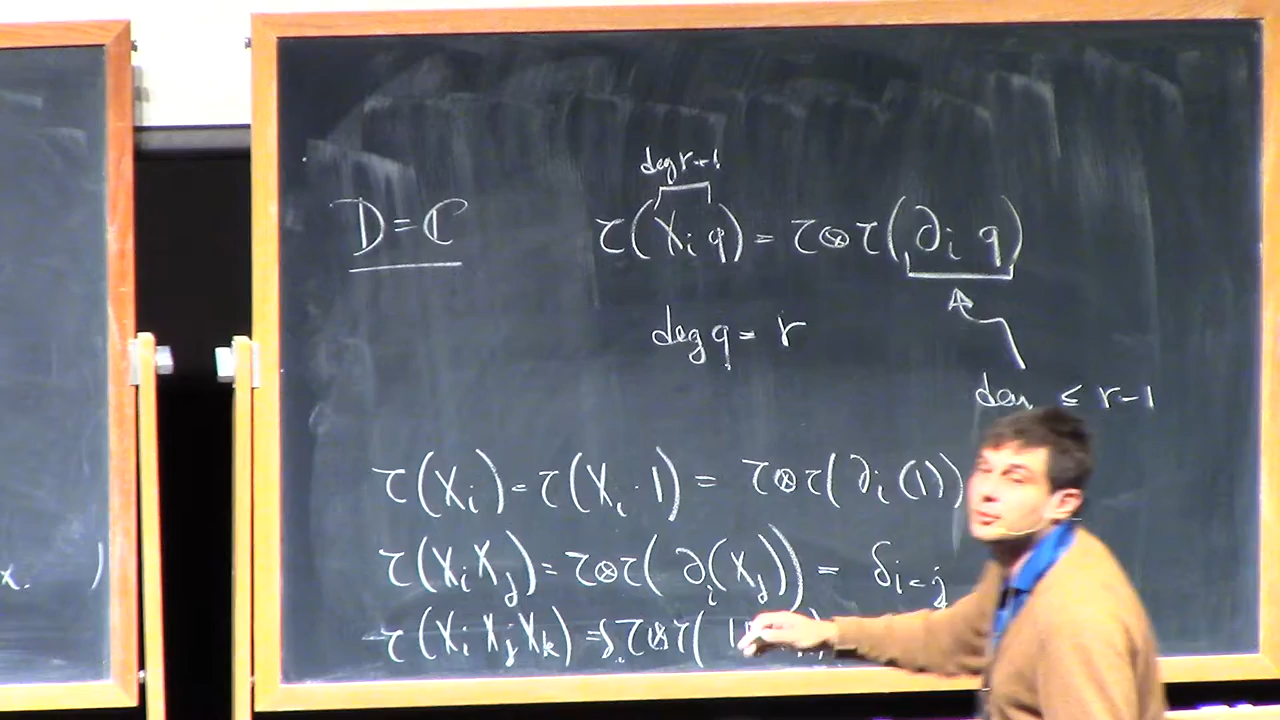 deg r+1
D = ℂ
τ(X_i q) = τ⊗τ(∂_i q)
deg q = r
≤ r-1
τ(X_i) = τ(X_i · 1) = τ⊗τ(∂_i(1))
τ(X_i X_j) = τ⊗τ(∂_i(X_j)) = δ_{i=j}
τ(X_i X_j X_k) = τ⊗τ(
x. )